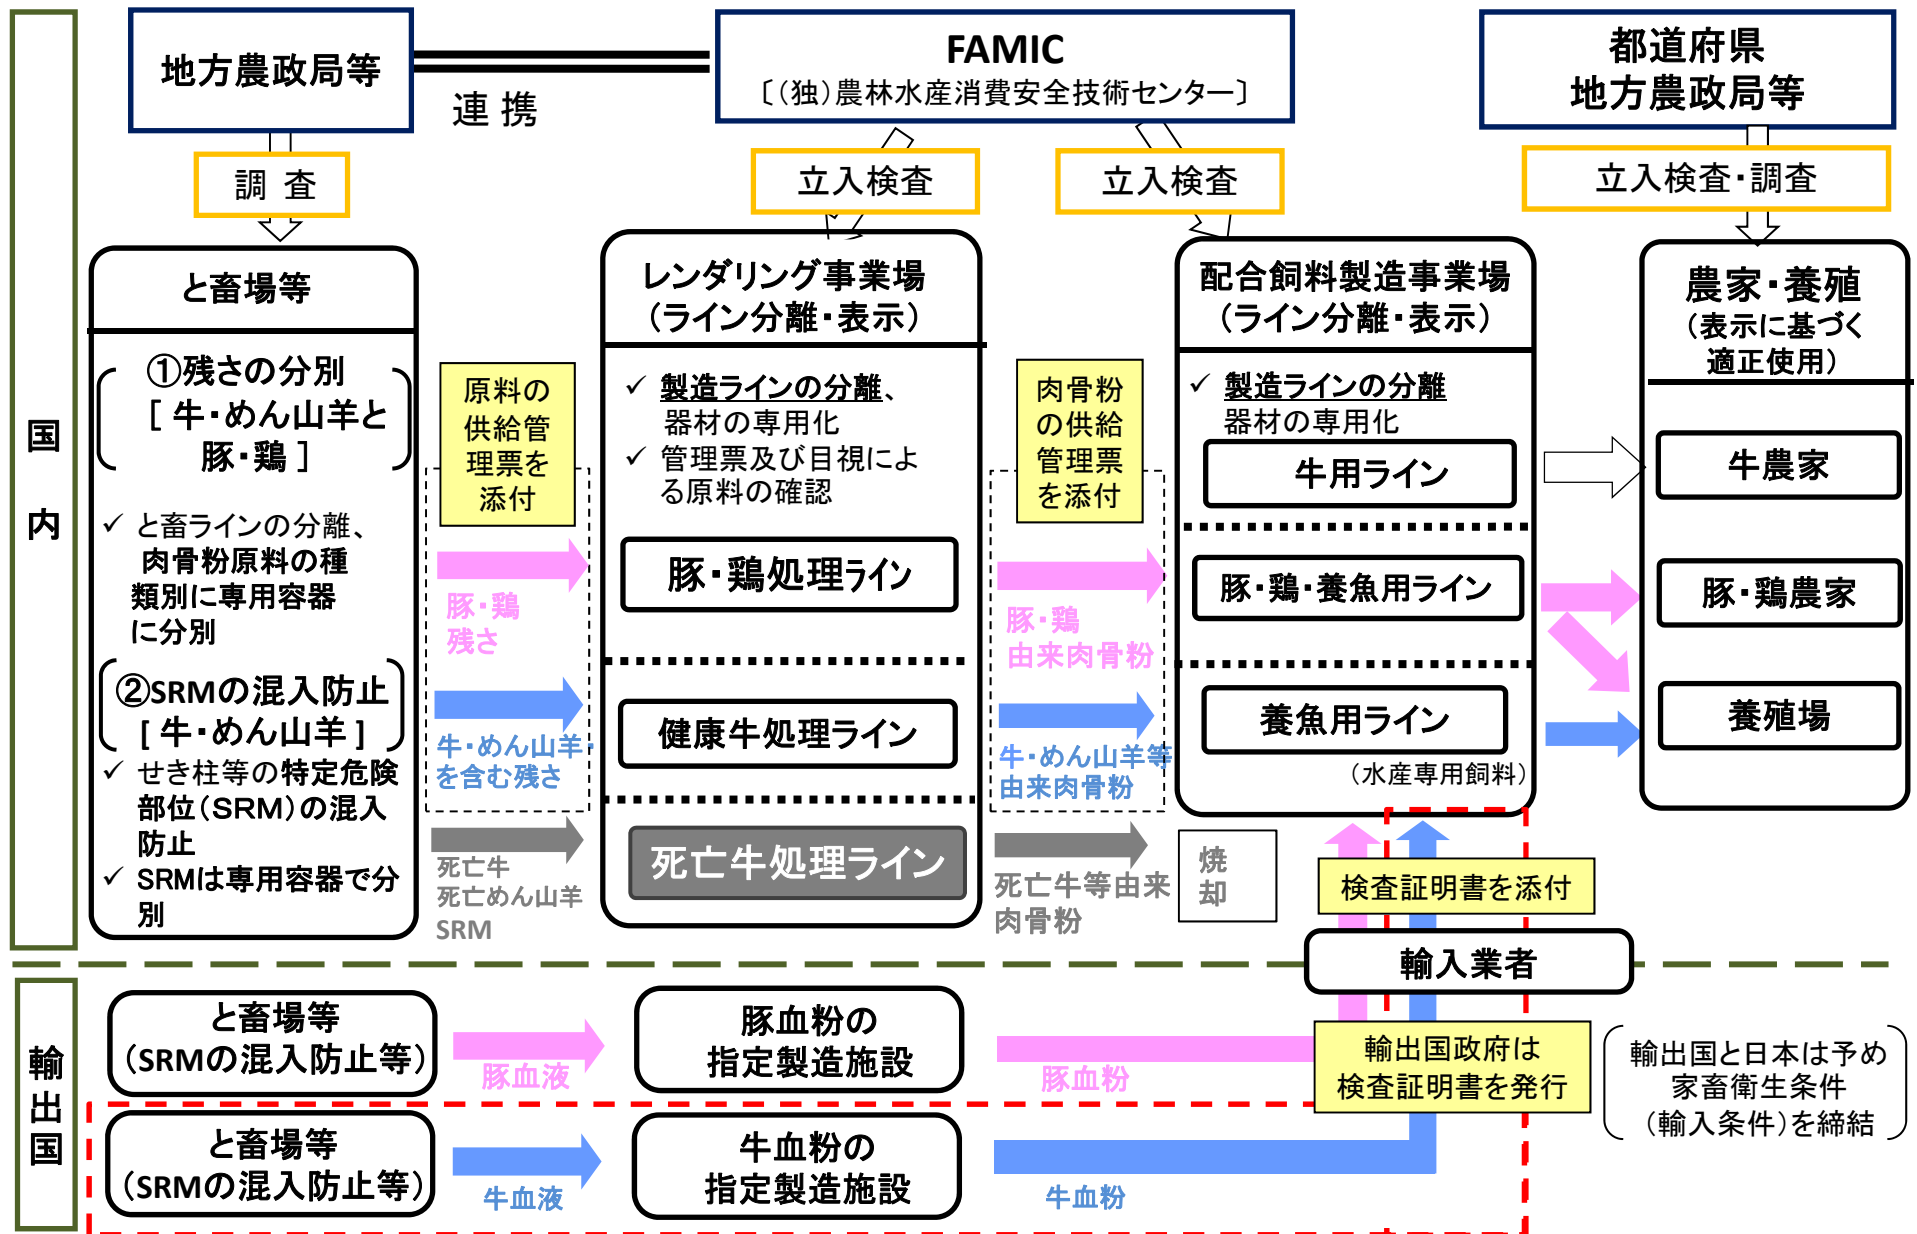 地方農政局等
連 携
FAMIC
〔（独）農林水産消費安全技術センター〕
都道府県
地方農政局等
調 査
立入検査
立入検査
立入検査・調査
国
内
と畜場等
①残さの分別
[ 牛・めん山羊と
豚・鶏 ]
✓ と畜ラインの分離、
肉骨粉原料の種
類別に専用容器
に分別
②SRMの混入防止
[ 牛・めん山羊 ]
✓ せき柱等の特定危険
部位（SRM）の混入
防止
✓ SRMは専用容器で分
別
原料の
供給管
理票を
添付
豚・鶏
残さ
牛・めん山羊・
を含む残さ
死亡牛
死亡めん山羊
SRM
レンダリング事業場
（ライン分離・表示）
✓ 製造ラインの分離、
器材の専用化
✓ 管理票及び目視によ
る原料の確認
豚・鶏処理ライン
健康牛処理ライン
死亡牛処理ライン
肉骨粉
の供給
管理票
を添付
豚・鶏
由来肉骨粉
牛・めん山羊等
由来肉骨粉
死亡牛等由来
肉骨粉
配合飼料製造事業場
（ライン分離・表示）
✓ 製造ラインの分離
器材の専用化
牛用ライン
豚・鶏・養魚用ライン
養魚用ライン
（水産専用飼料）
焼
却
農家・養殖
（表示に基づく
適正使用）
牛農家
豚・鶏農家
養殖場
検査証明書を添付
輸入業者
輸
出
国
と畜場等
（SRMの混入防止等）
豚血液
豚血粉の
指定製造施設
豚血粉
輸出国政府は
検査証明書を発行
輸出国と日本は予め
家畜衛生条件
（輸入条件）を締結
と畜場等
（SRMの混入防止等）
牛血液
牛血粉の
指定製造施設
牛血粉